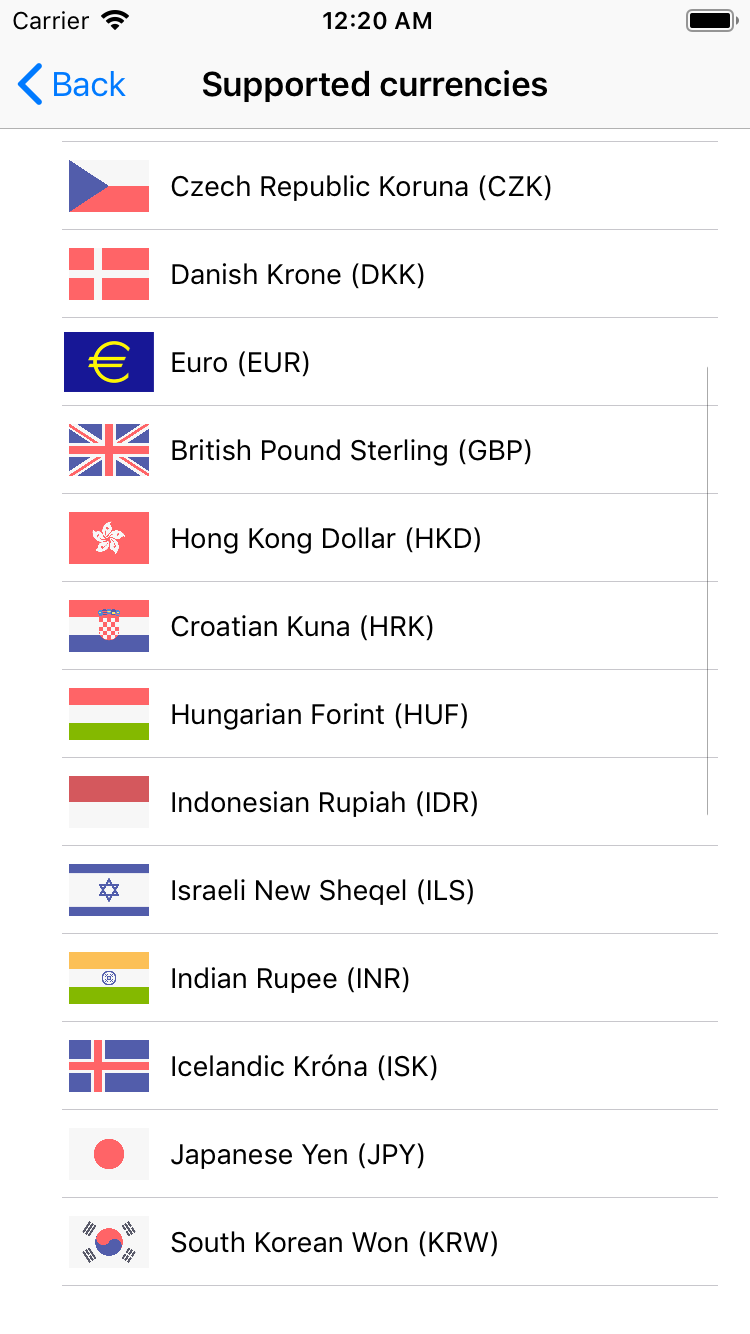 Carrier 12:20 AM
Back Supported currencies
Czech Republic Koruna (CZK)
Danish Krone (DKK)
€ Euro (EUR)
British Pound Sterling (GBP)
Hong Kong Dollar (HKD)
Croatian Kuna (HRK)
Hungarian Forint (HUF)
Indonesian Rupiah (IDR)
Israeli New Sheqel (ILS)
Indian Rupee (INR)
Icelandic Króna (ISK)
Japanese Yen (JPY)
South Korean Won (KRW)